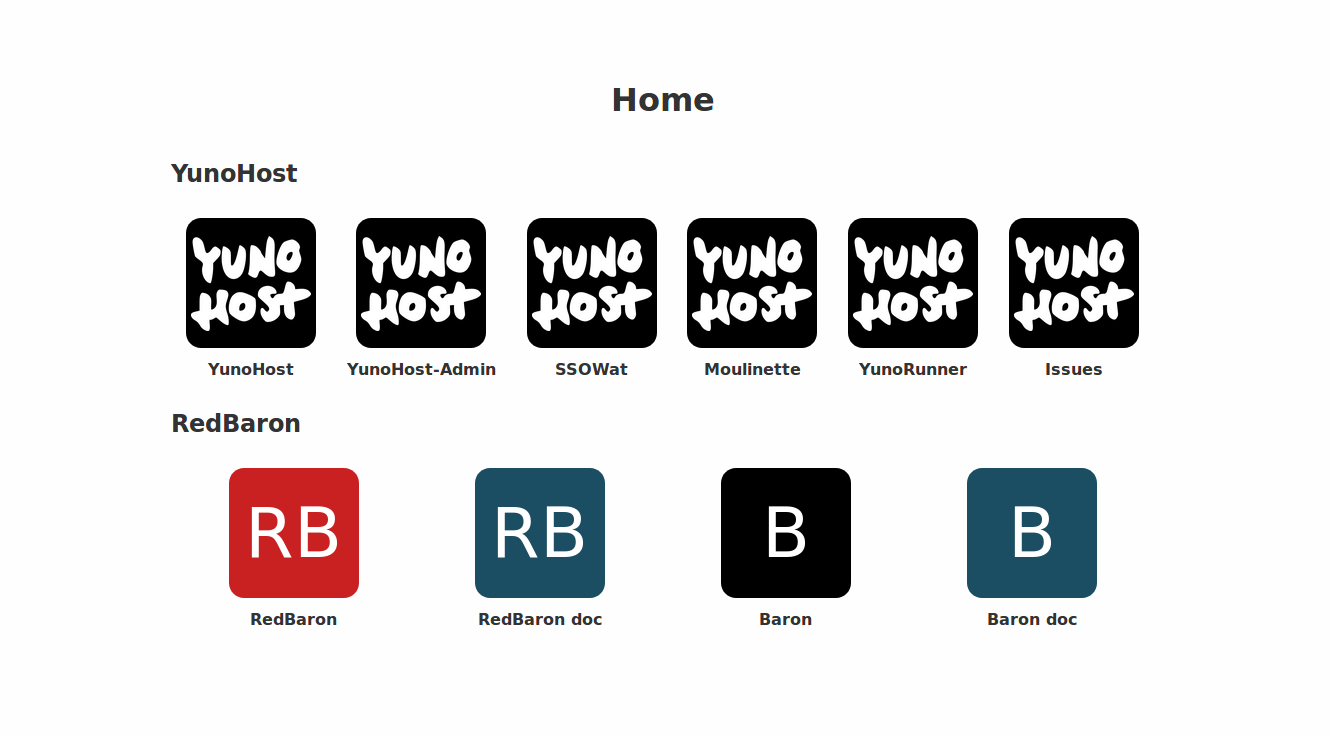 Home
YunoHost
YUNO YUNO YUNO YUNO YUNO YUNO
HOST HOST HOST HOST HOST HOST
YunoHost YunoHost-Admin SSOWat Moulinette YunoRunner Issues
RedBaron
RB RB B B
RedBaron RedBaron doc Baron Baron doc